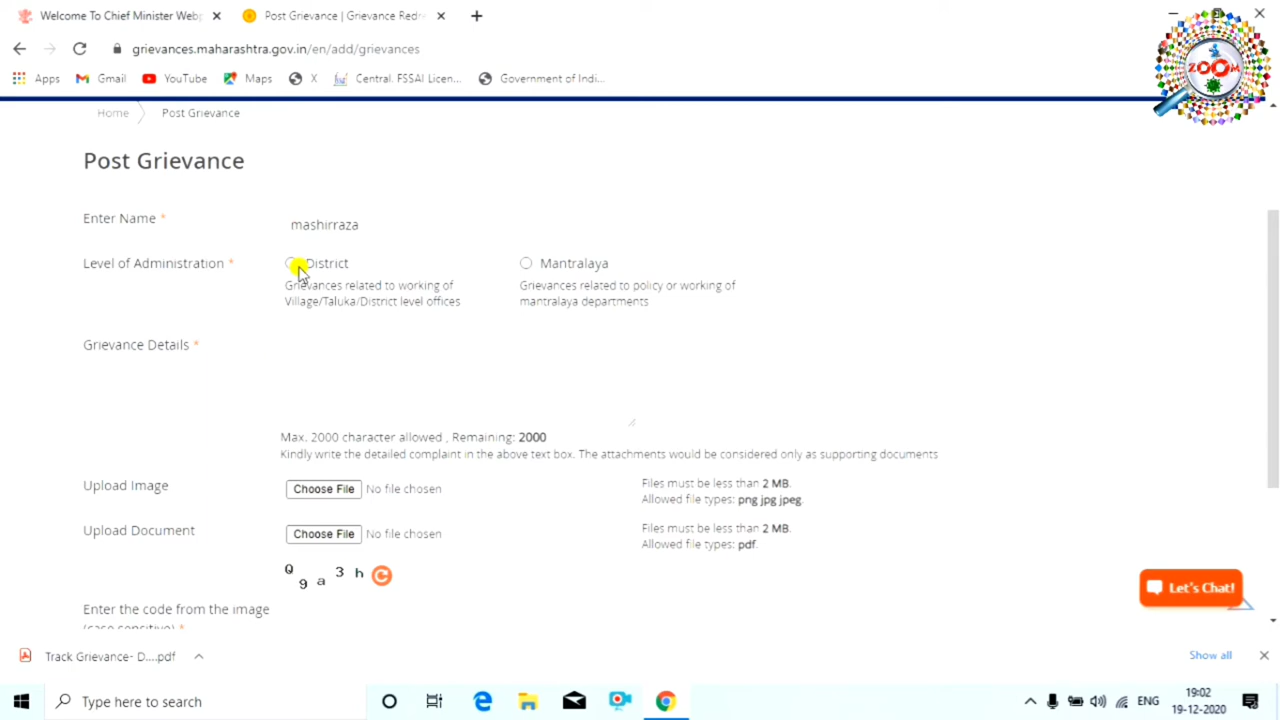 Welcome To Chief Minister Web
Post Grievance | Grievance Redre
grievances.maharashtra.gov.in/en/add/grievances
Apps
Gmail
YouTube
Maps
X
Central. FSSAI Licen...
Government of Indi...
ZOOM
Home
Post Grievance
Post Grievance
Enter Name *
mashirraza
Level of Administration *
District
Mantralaya
Grievances related to working of
Village/Taluka/District level offices
Grievances related to policy or working of
mantralaya departments
Grievance Details *
Max. 2000 character allowed , Remaining: 2000
Kindly write the detailed complaint in the above text box. The attachments would be considered only as supporting documents
Upload Image
Choose File No file chosen
Files must be less than 2 MB.
Allowed file types: png jpg jpeg.
Upload Document
Choose File No file chosen
Files must be less than 2 MB.
Allowed file types: pdf.
Q 9 a 3 h
Let's Chat!
Enter the code from the image
(case sensitive) *
Track Grievance- D....pdf
Show all
Type here to search
ENG
19:02
19-12-2020